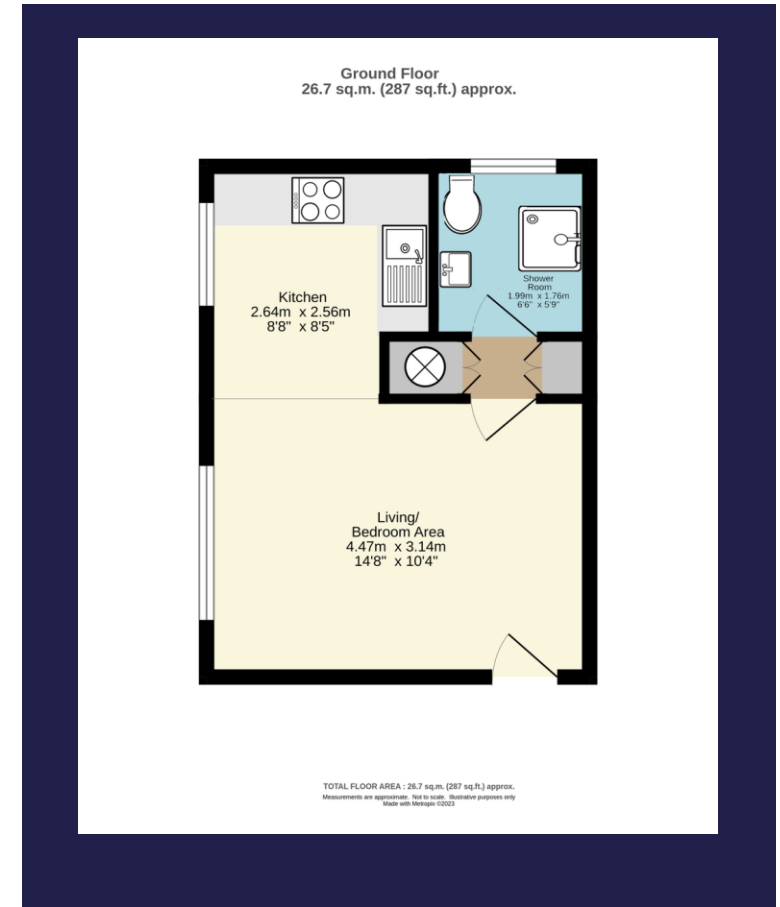 Ground Floor
26.7 sq.m. (287 sq.ft.) approx.
Shower
Room
1.99m x 1.76m
6'6" x 5'9"
Kitchen
2.64m x 2.56m
8'8" x 8'5"
Living/
Bedroom Area
4.47m x 3.14m
14'8" x 10'4"
TOTAL FLOOR AREA : 26.7 sq.m. (287 sq.ft.) approx.
Measurements are approximate. Not to scale. Illustrative purposes only
Made with Metropix ©2023